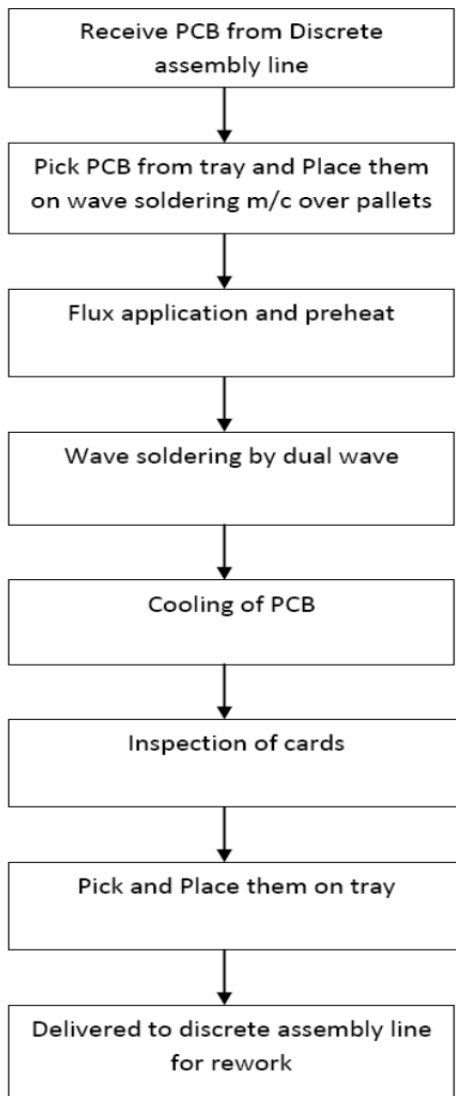 Receive PCB from Discrete
assembly line
Pick PCB from tray and Place them
on wave soldering m/c over pallets
Flux application and preheat
Wave soldering by dual wave
Cooling of PCB
Inspection of cards
Pick and Place them on tray
Delivered to discrete assembly line
for rework